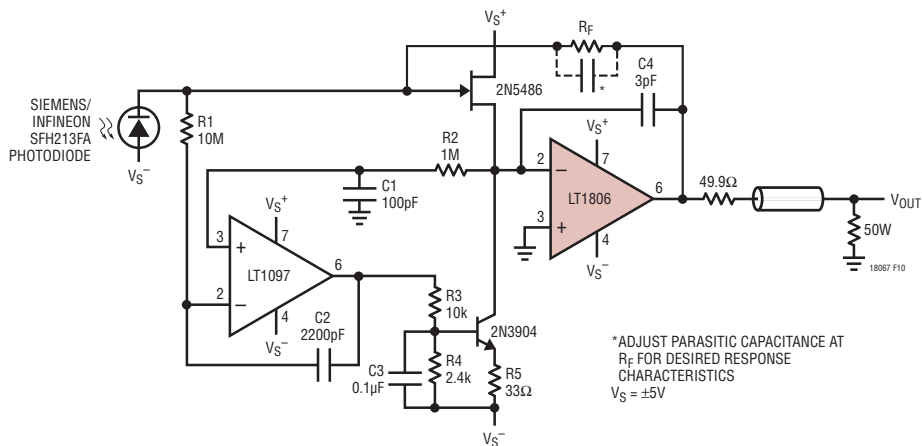 VS+
RF
*
C4
3pF
2N5486
SIEMENS/
INFINEON
SFH213FA
PHOTODIODE
VS–
R1
10M
R2
1M
C1
100pF
VS+
7
2
–
LT1806
6
3
+
4
VS–
49.9Ω
VOUT
50W
18067 F10
VS+
7
3
+
LT1097
6
2
–
4
VS–
C2
2200pF
R3
10k
2N3904
C3
0.1µF
R4
2.4k
R5
33Ω
VS–
*ADJUST PARASITIC CAPACITANCE AT
RF FOR DESIRED RESPONSE
CHARACTERISTICS
VS = ±5V